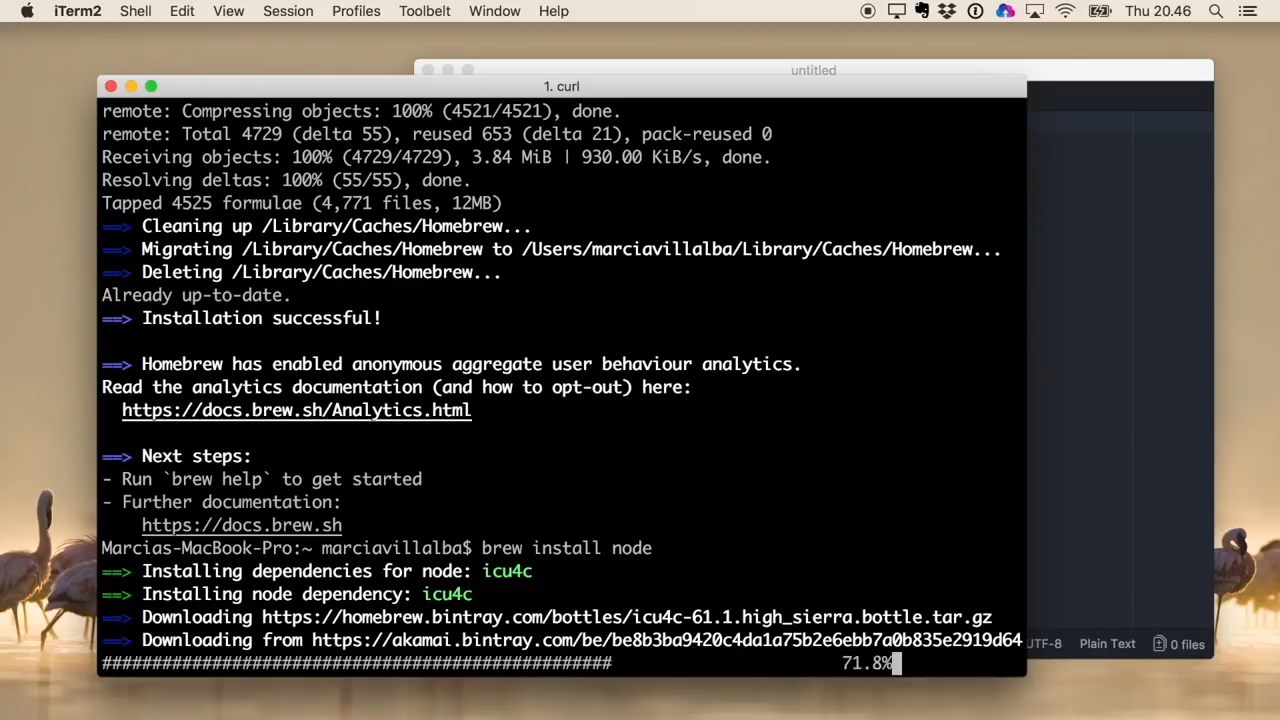 iTerm2 Shell Edit View Session Profiles Toolbelt Window Help Thu 20.46
untitled
1. curl
remote: Compressing objects: 100% (4521/4521), done.
remote: Total 4729 (delta 55), reused 653 (delta 21), pack-reused 0
Receiving objects: 100% (4729/4729), 3.84 MiB | 930.00 KiB/s, done.
Resolving deltas: 100% (55/55), done.
Tapped 4525 formulae (4,771 files, 12MB)
==> Cleaning up /Library/Caches/Homebrew...
==> Migrating /Library/Caches/Homebrew to /Users/marciavillalba/Library/Caches/Homebrew...
==> Deleting /Library/Caches/Homebrew...
Already up-to-date.
==> Installation successful!
==> Homebrew has enabled anonymous aggregate user behaviour analytics.
Read the analytics documentation (and how to opt-out) here:
https://docs.brew.sh/Analytics.html
==> Next steps:
- Run `brew help` to get started
- Further documentation:
https://docs.brew.sh
Marcias-MacBook-Pro:~ marciavillalba$ brew install node
==> Installing dependencies for node: icu4c
==> Installing node dependency: icu4c
==> Downloading https://homebrew.bintray.com/bottles/icu4c-61.1.high_sierra.bottle.tar.gz
==> Downloading from https://akamai.bintray.com/be/be8b3ba9420c4da1a75b2e6ebb7a0b835e2919d64
################################################### 71.8%
UTF-8 Plain Text 0 files